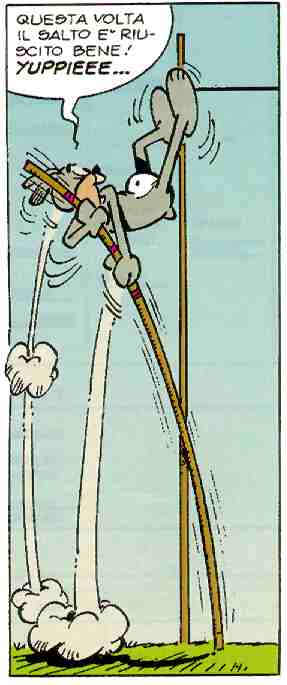 QUESTA VOLTA
IL SALTO E' RIU-
SCITO BENE!
YUPPIEEE...
H.